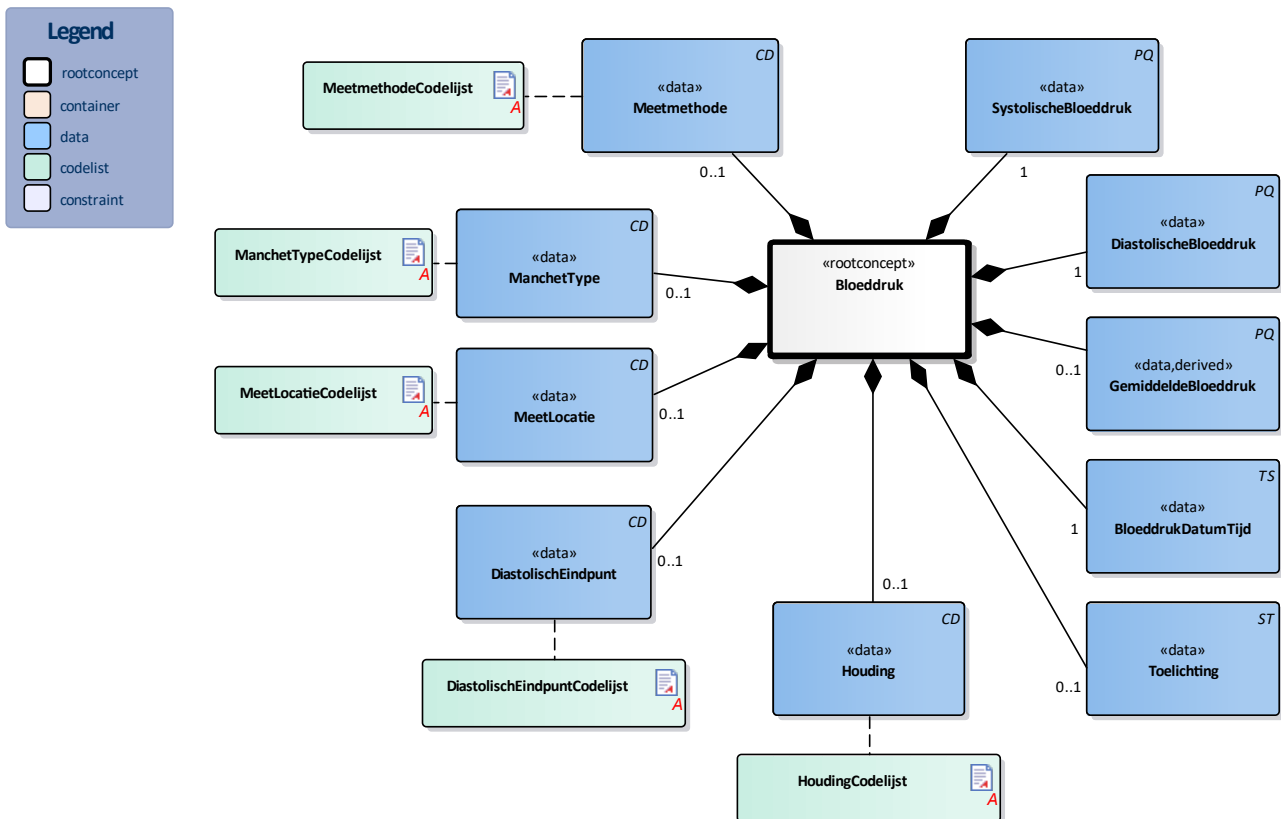 Legend
rootconcept
container
data
codelist
constraint
MeetmethodeCodelijst
A
CD
«data»
Meetmethode
0..1
PQ
«data»
SystolischeBloeddruk
1
PQ
«data»
DiastolischeBloeddruk
1
ManchetTypeCodelijst
A
CD
«data»
ManchetType
0..1
«rootconcept»
Bloeddruk
PQ
«data,derived»
GemiddeldeBloeddruk
0..1
MeetLocatieCodelijst
A
CD
«data»
MeetLocatie
0..1
TS
«data»
BloeddrukDatumTijd
1
CD
«data»
DiastolischEindpunt
0..1
DiastolischEindpuntCodelijst
A
0..1
CD
«data»
Houding
ST
«data»
Toelichting
0..1
HoudingCodelijst
A